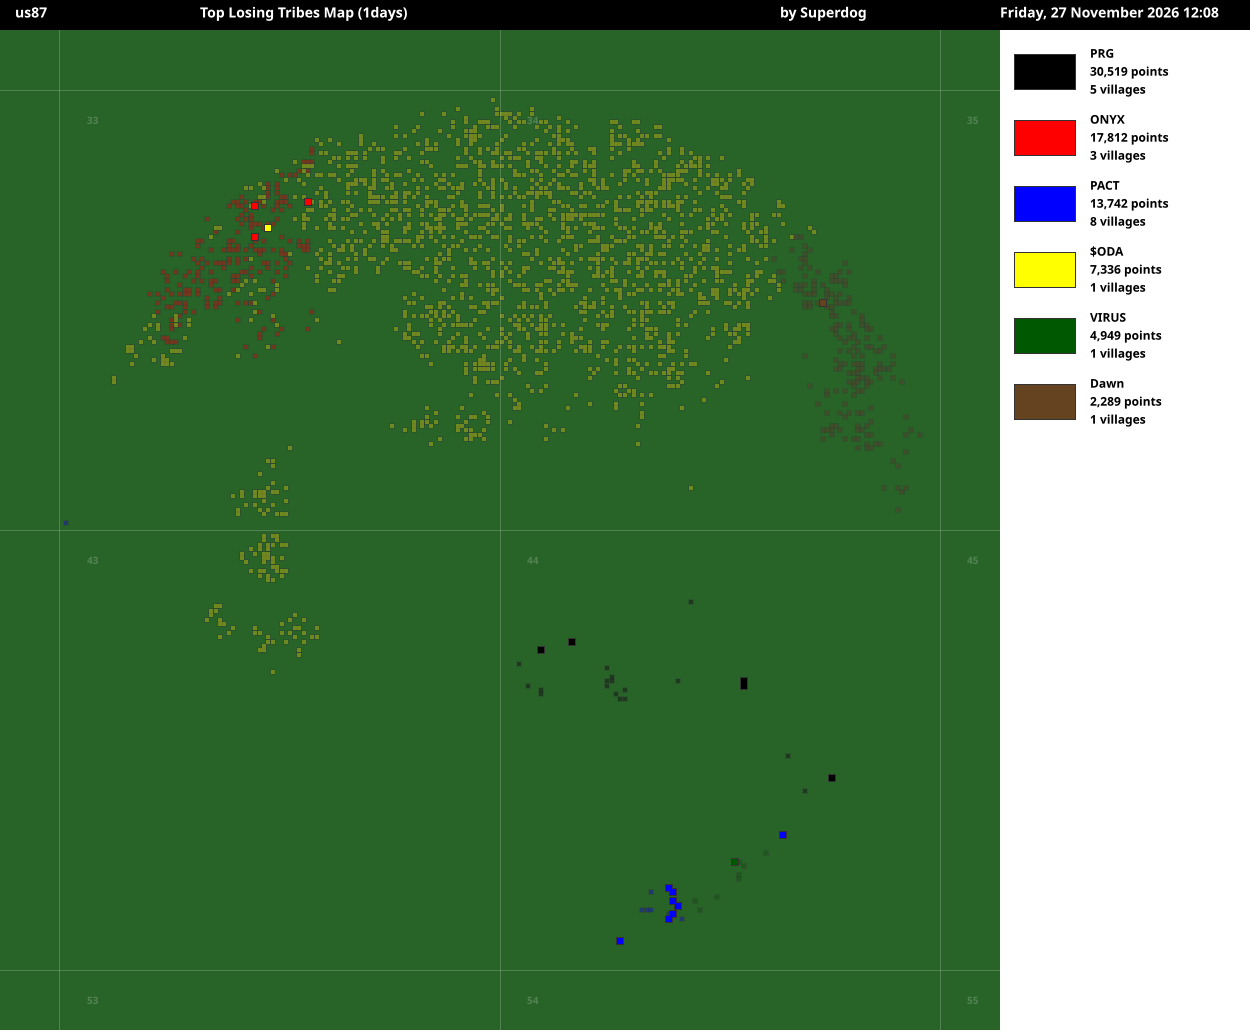 us87
Top Losing Tribes Map (1days)
by Superdog
Friday, 27 November 2026 12:08
PRG
30,519 points
5 villages
ONYX
17,812 points
3 villages
PACT
13,742 points
8 villages
$ODA
7,336 points
1 villages
VIRUS
4,949 points
1 villages
Dawn
2,289 points
1 villages
33
34
35
43
44
45
53
54
55